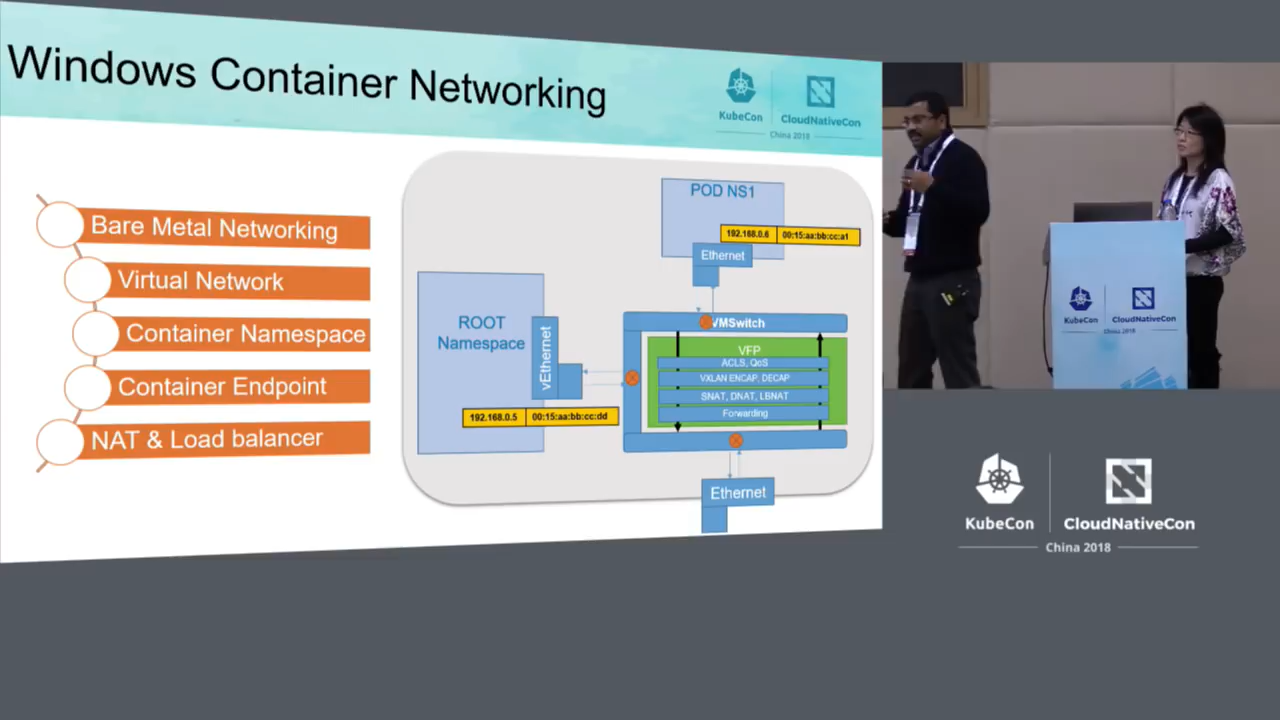 Windows Container Networking
KubeCon
CloudNativeCon
China 2018
Bare Metal Networking
Virtual Network
Container Namespace
Container Endpoint
NAT & Load balancer
POD NS1
192.168.0.6
00:15:aa:bb:cc:a1
Ethernet
ROOT
Namespace
vEthernet
192.168.0.5
00:15:aa:bb:cc:dd
VMSwitch
VFP
ACLS, QoS
VXLAN ENCAP, DECAP
SNAT, DNAT, LBNAT
Forwarding
Ethernet
KubeCon
CloudNativeCon
China 2018
KubeCon
CloudNativeCon
China 2018